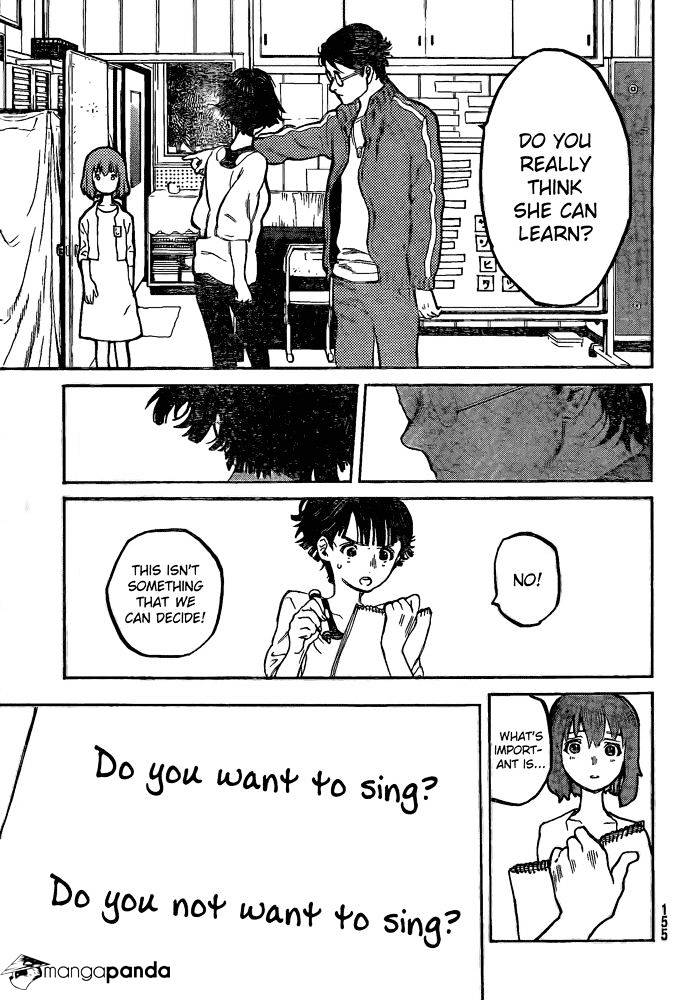 DO YOU
REALLY
THINK
SHE CAN
LEARN?
NO!
THIS ISN'T
SOMETHING
THAT WE
CAN DECIDE!
WHAT'S
IMPORT-
ANT IS...
Do you want to sing?
Do you not want to sing?
155
mangapanda